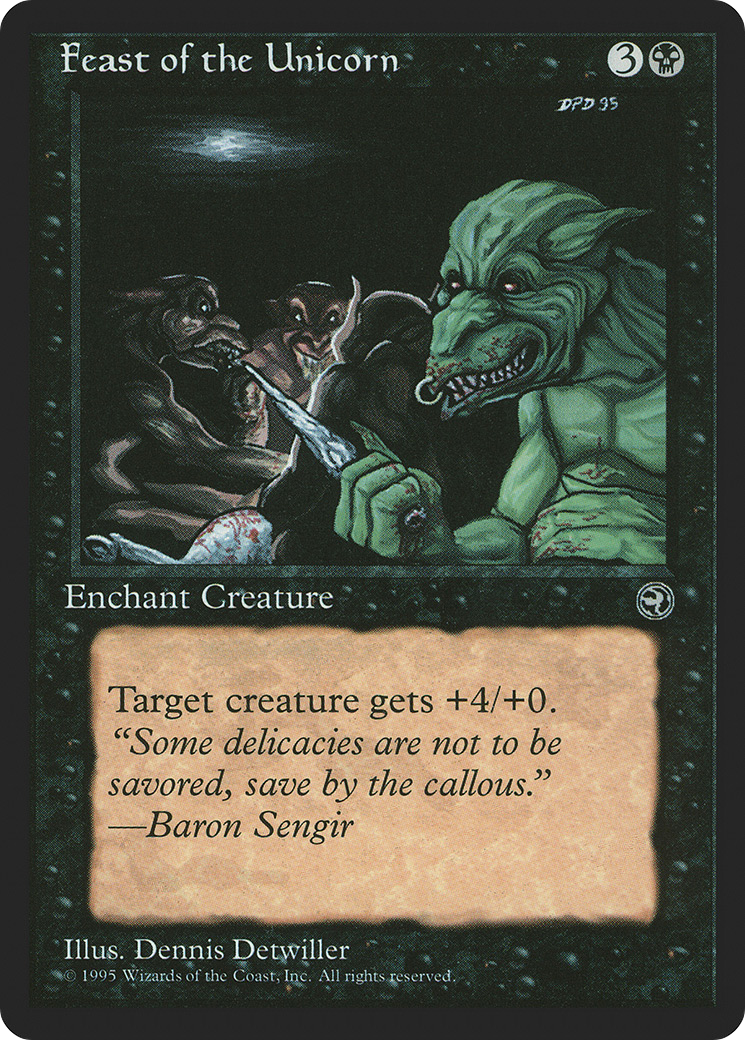 Feast of the Unicorn 3
DPD 95
Enchant Creature
Target creature gets +4/+0.
“Some delicacies are not to be
savored, save by the callous.”
—Baron Sengir
Illus. Dennis Detwiller
© 1995 Wizards of the Coast, Inc. All rights reserved.